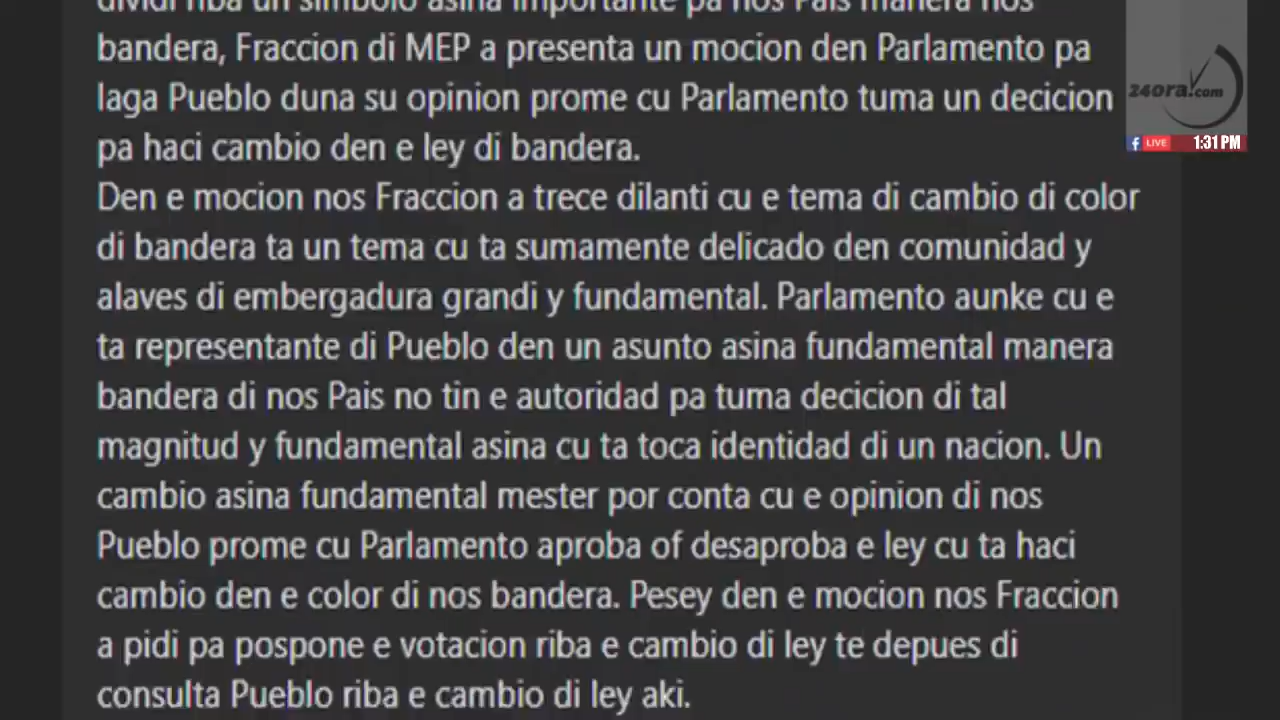 dividi riba un simbolo asina importante pa nos Pais manera nos
bandera, Fraccion di MEP a presenta un mocion den Parlamento pa
laga Pueblo duna su opinion prome cu Parlamento tuma un decicion
pa haci cambio den e ley di bandera.
Den e mocion nos Fraccion a trece dilanti cu e tema di cambio di color
di bandera ta un tema cu ta sumamente delicado den comunidad y
alaves di embergadura grandi y fundamental. Parlamento aunke cu e
ta representante di Pueblo den un asunto asina fundamental manera
bandera di nos Pais no tin e autoridad pa tuma decicion di tal
magnitud y fundamental asina cu ta toca identidad di un nacion. Un
cambio asina fundamental mester por conta cu e opinion di nos
Pueblo prome cu Parlamento aproba of desaproba e ley cu ta haci
cambio den e color di nos bandera. Pesey den e mocion nos Fraccion
a pidi pa pospone e votacion riba e cambio di ley te depues di
consulta Pueblo riba e cambio di ley aki.
24ora.com
f LIVE 1:31 PM